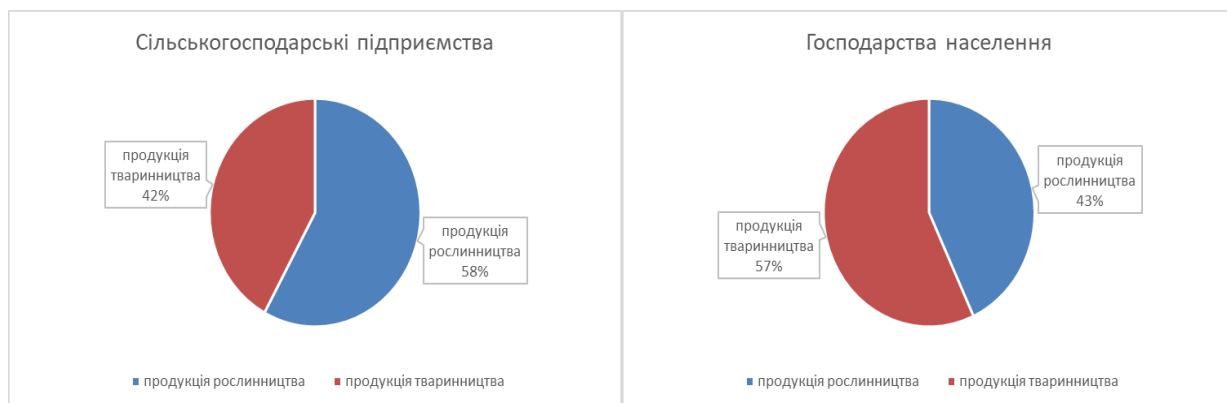 Сільськогосподарські підприємства
продукція
тваринництва
42%
продукція
рослинництва
58%
продукція рослинництва
продукція тваринництва
Господарства населення
продукція
рослинництва
43%
продукція
тваринництва
57%
продукція рослинництва
продукція тваринництва